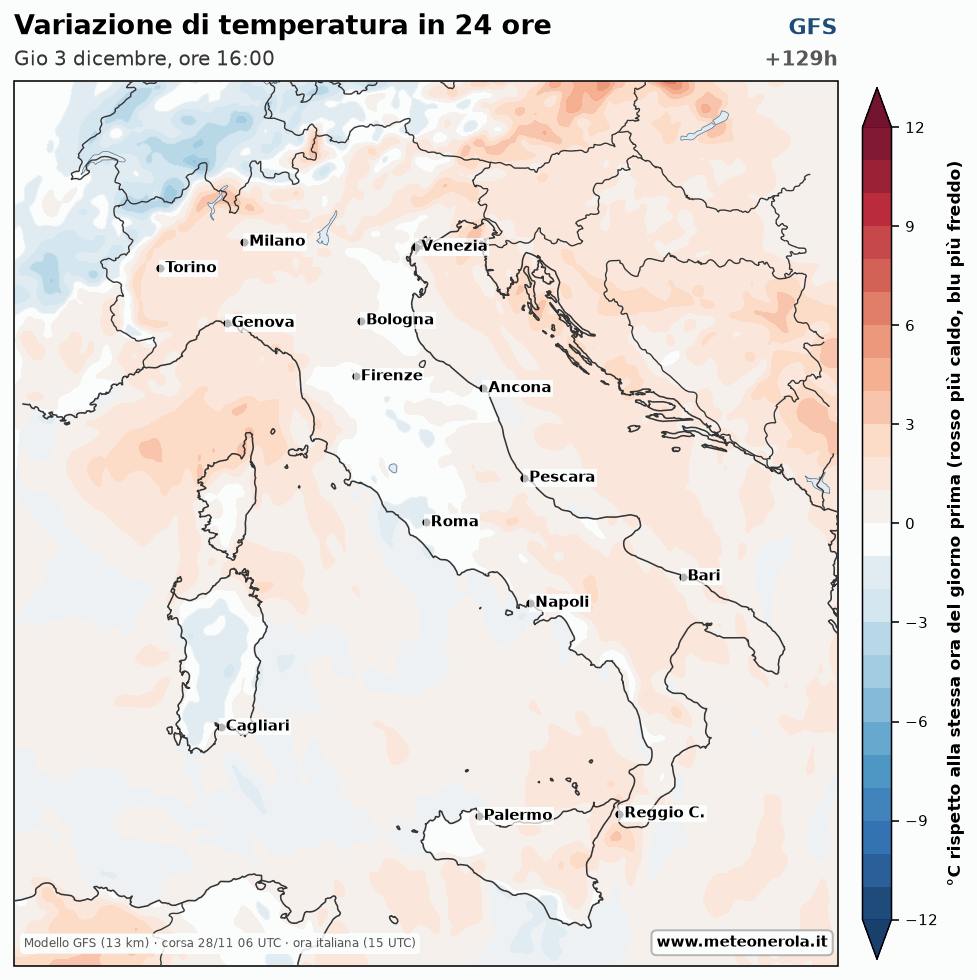 Variazione di temperatura in 24 ore
GFS
Gio 3 dicembre, ore 16:00
+129h
Milano
Venezia
Torino
Genova
Bologna
Firenze
Ancona
Pescara
Roma
Bari
Napoli
Cagliari
Palermo
Reggio C.
12
9
6
3
0
−3
−6
−9
−12
°C rispetto alla stessa ora del giorno prima (rosso più caldo, blu più freddo)
Modello GFS (13 km) · corsa 28/11 06 UTC · ora italiana (15 UTC)
www.meteonerola.it